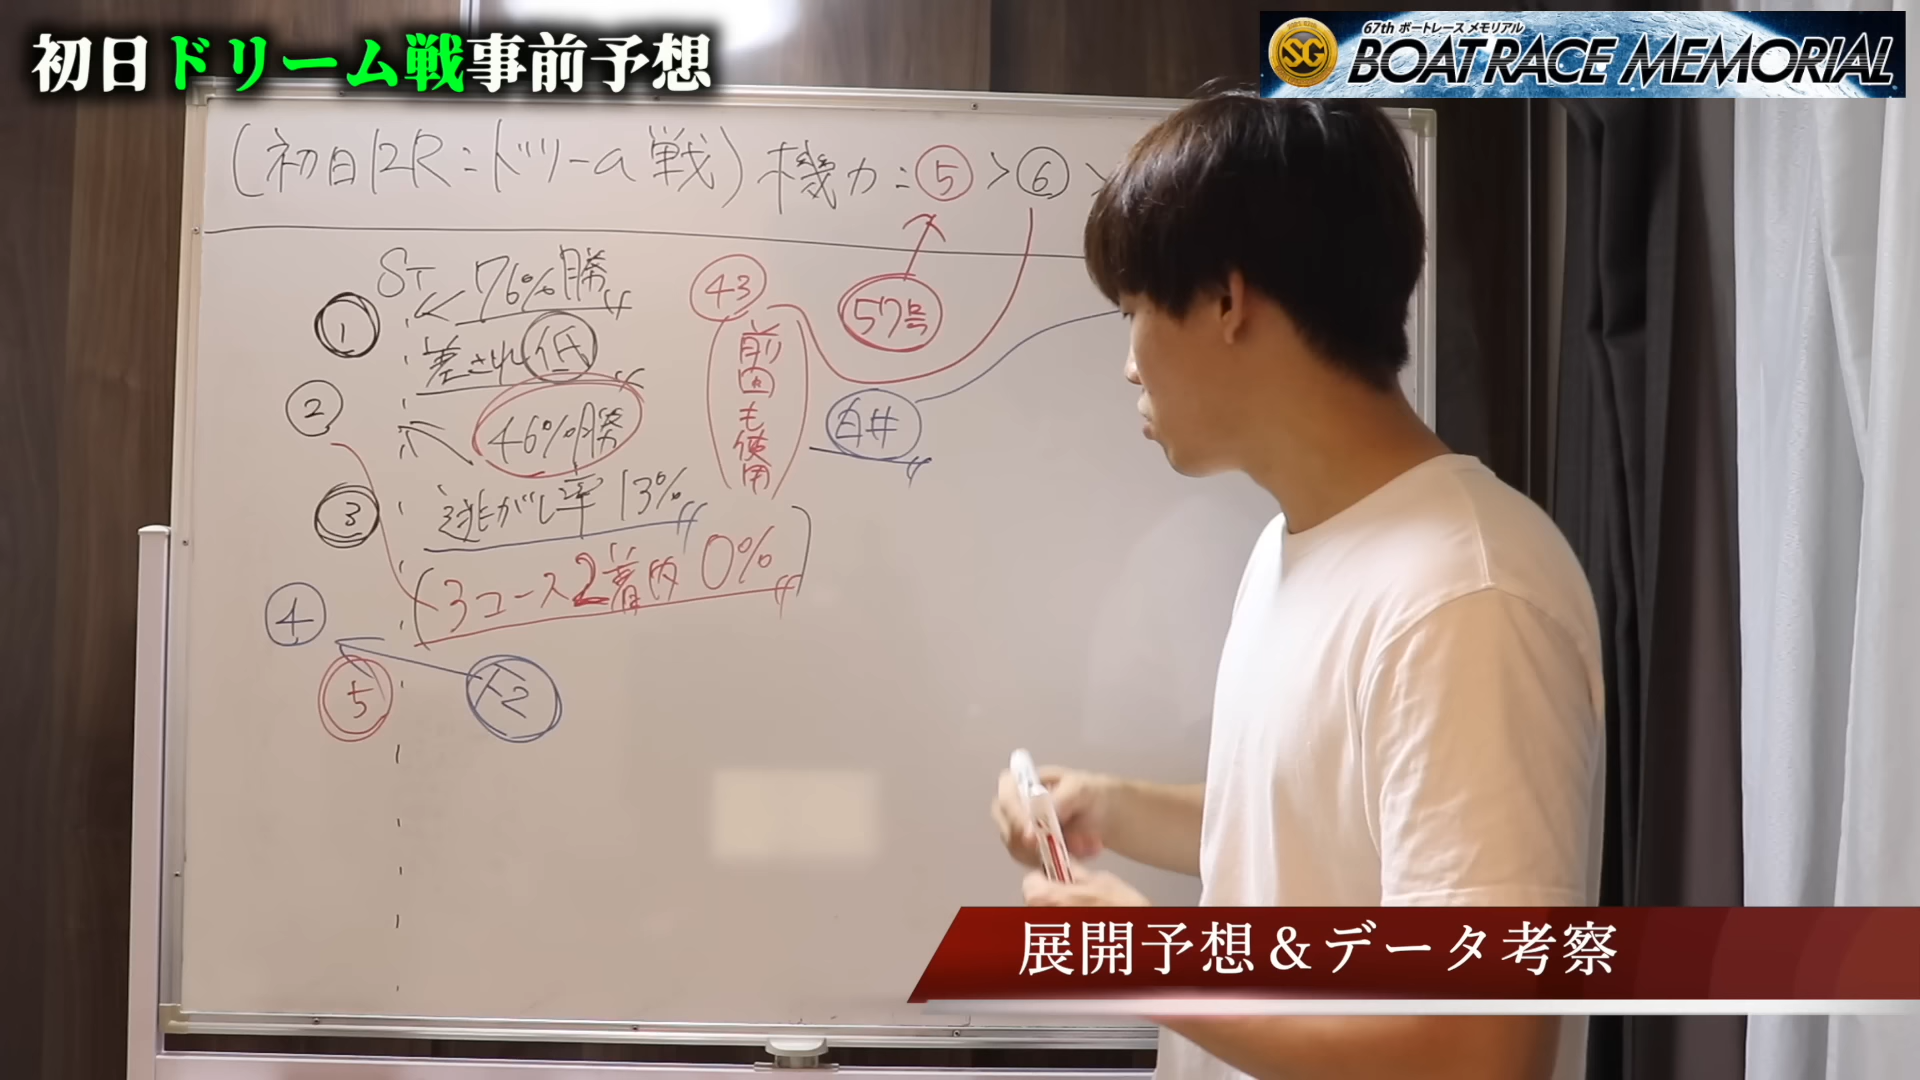 初日ドリーム戦事前予想
67th ボートレース メモリアル
SG
BOAT RACE MEMORIAL
(初日12R:ドリーム戦) 機力:⑤>⑥>
ST
① 76%勝
差され低
② 46%勝
③ 逃がし率 13%
(3コース2着内 0%)
④
⑤
F2
43
前回も使用
57号
白井
展開予想&データ考察